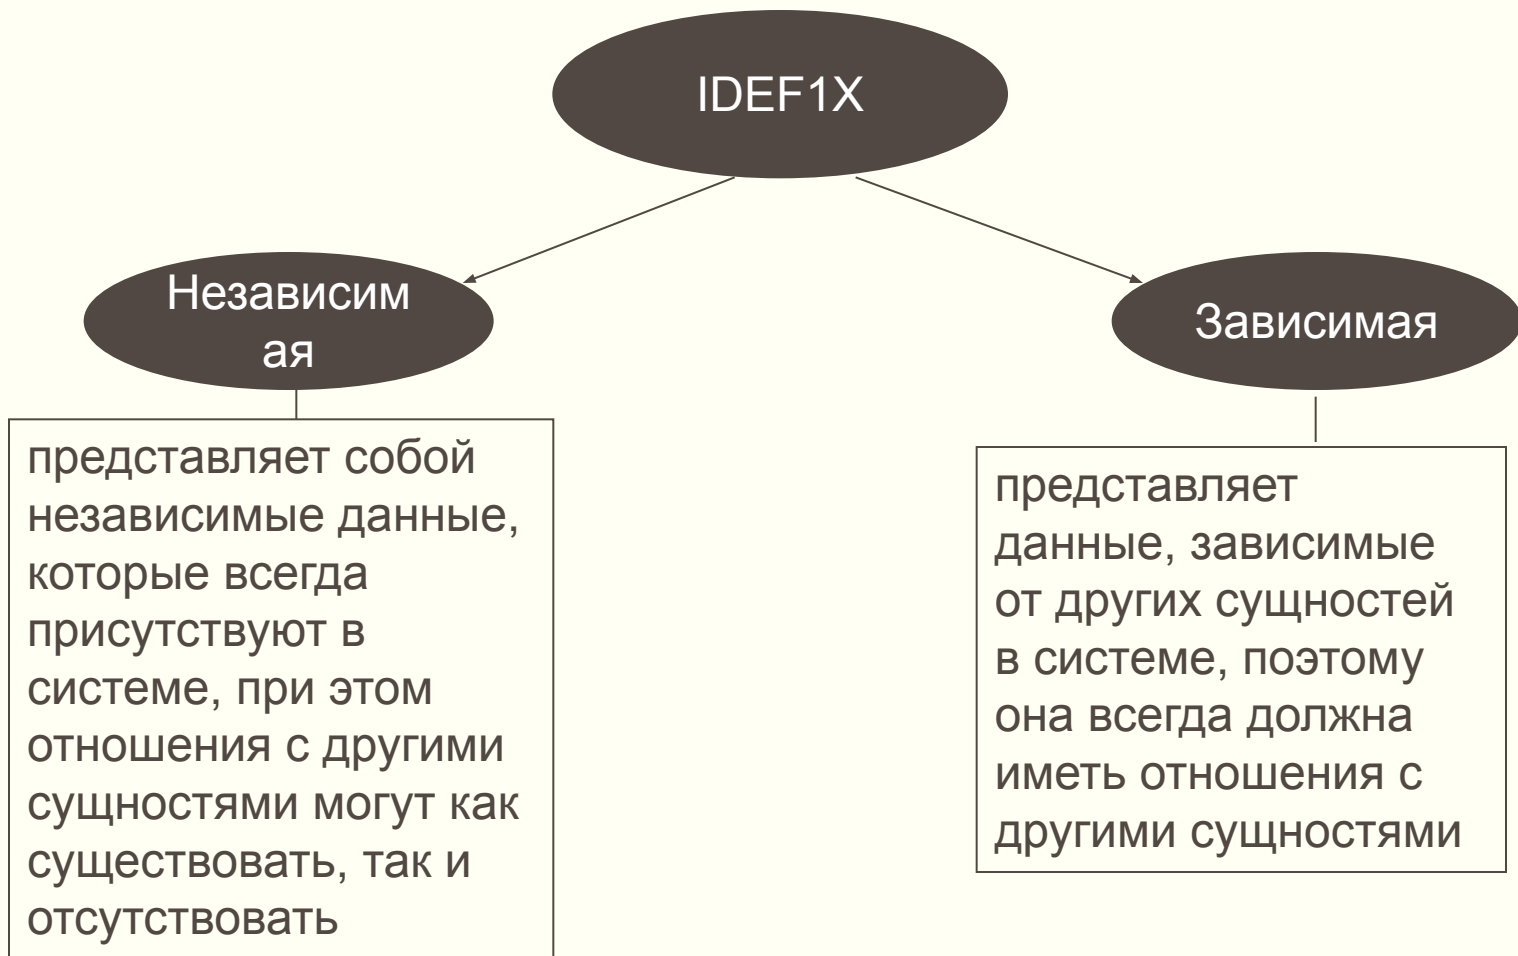 IDEF1X
Независим
ая
Зависимая
представляет собой
независимые данные,
которые всегда
присутствуют в
системе, при этом
отношения с другими
сущностями могут как
существовать, так и
отсутствовать
представляет
данные, зависимые
от других сущностей
в системе, поэтому
она всегда должна
иметь отношения с
другими сущностями